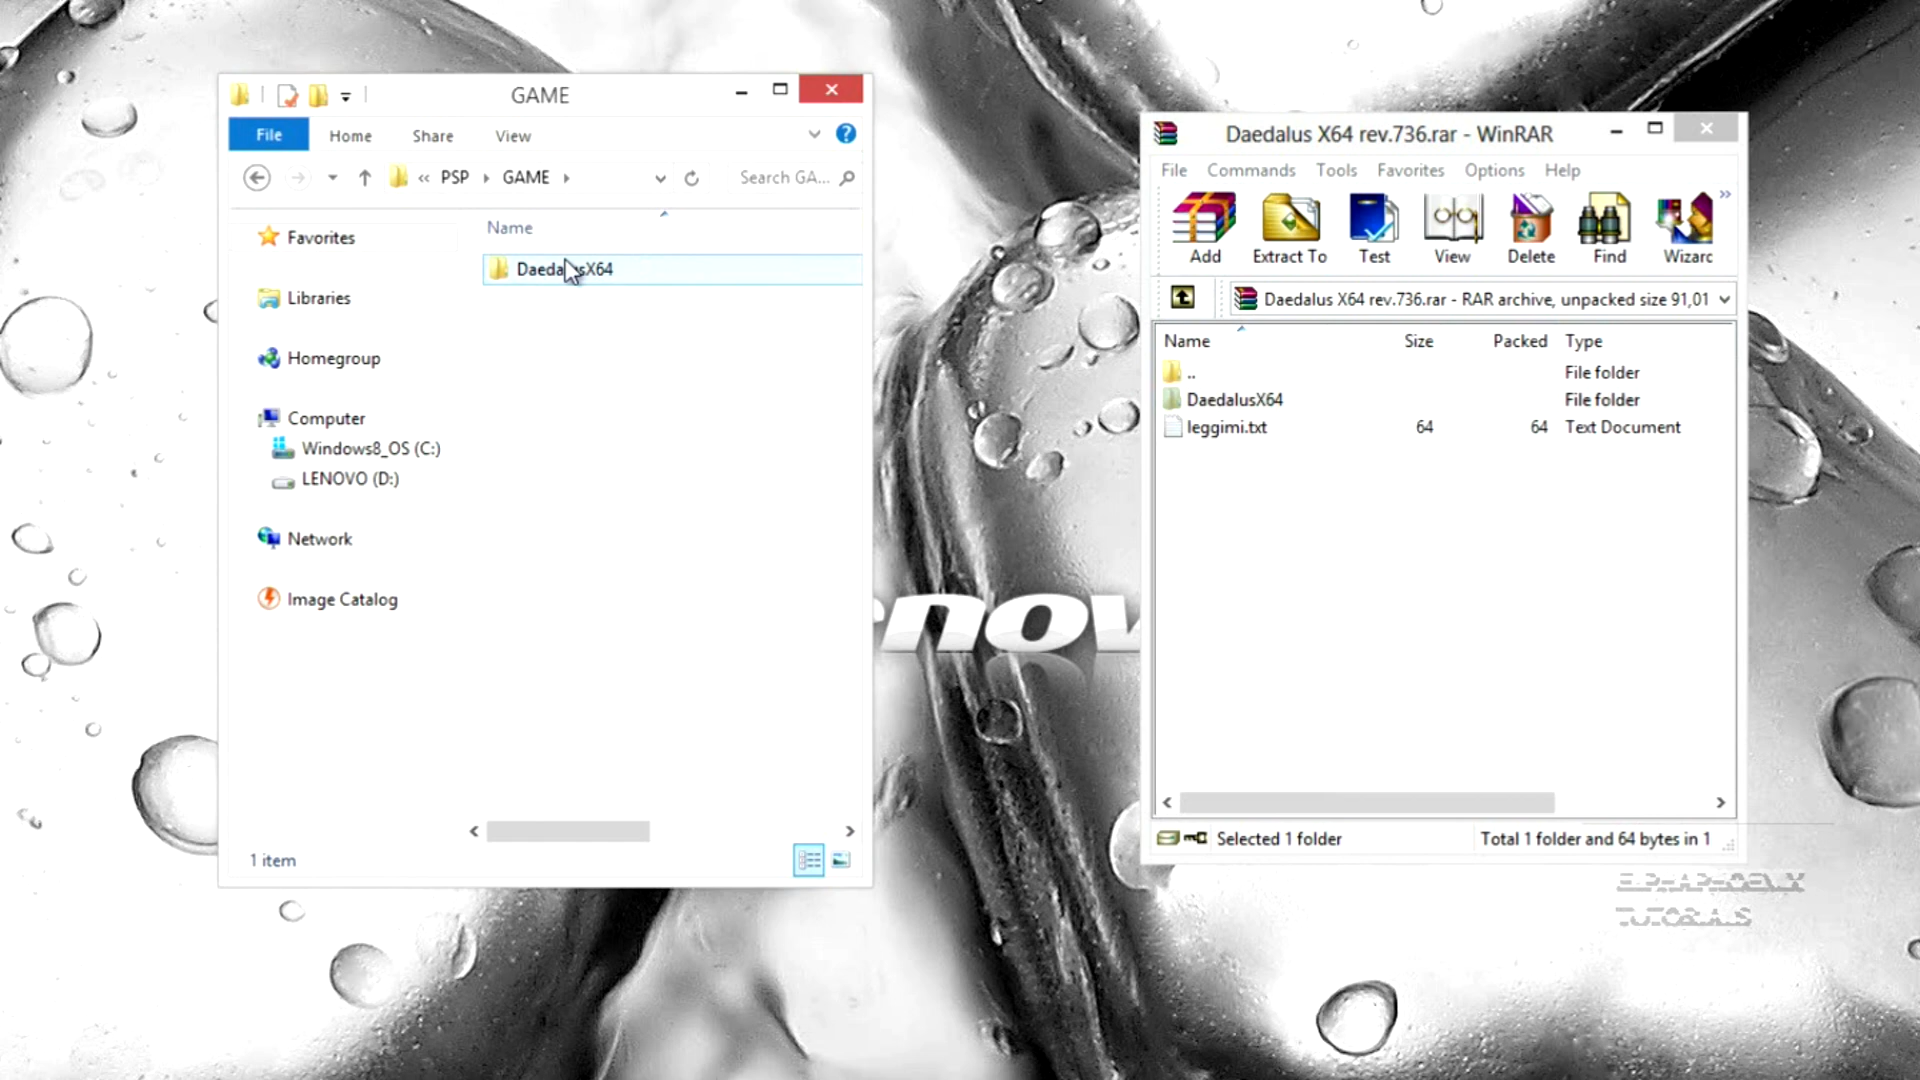 GAME
File Home Share View
« PSP GAME Search GA...
Name
Favorites
DaedalusX64
Libraries
Homegroup
Computer
Windows8_OS (C:)
LENOVO (D:)
Network
Image Catalog
1 item
Daedalus X64 rev.736.rar - WinRAR
File Commands Tools Favorites Options Help
Add Extract To Test View Delete Find Wizarc
Daedalus X64 rev.736.rar - RAR archive, unpacked size 91,01
Name Size Packed Type
.. File folder
DaedalusX64 File folder
leggimi.txt 64 64 Text Document
Selected 1 folder Total 1 folder and 64 bytes in 1
TUTORIALS